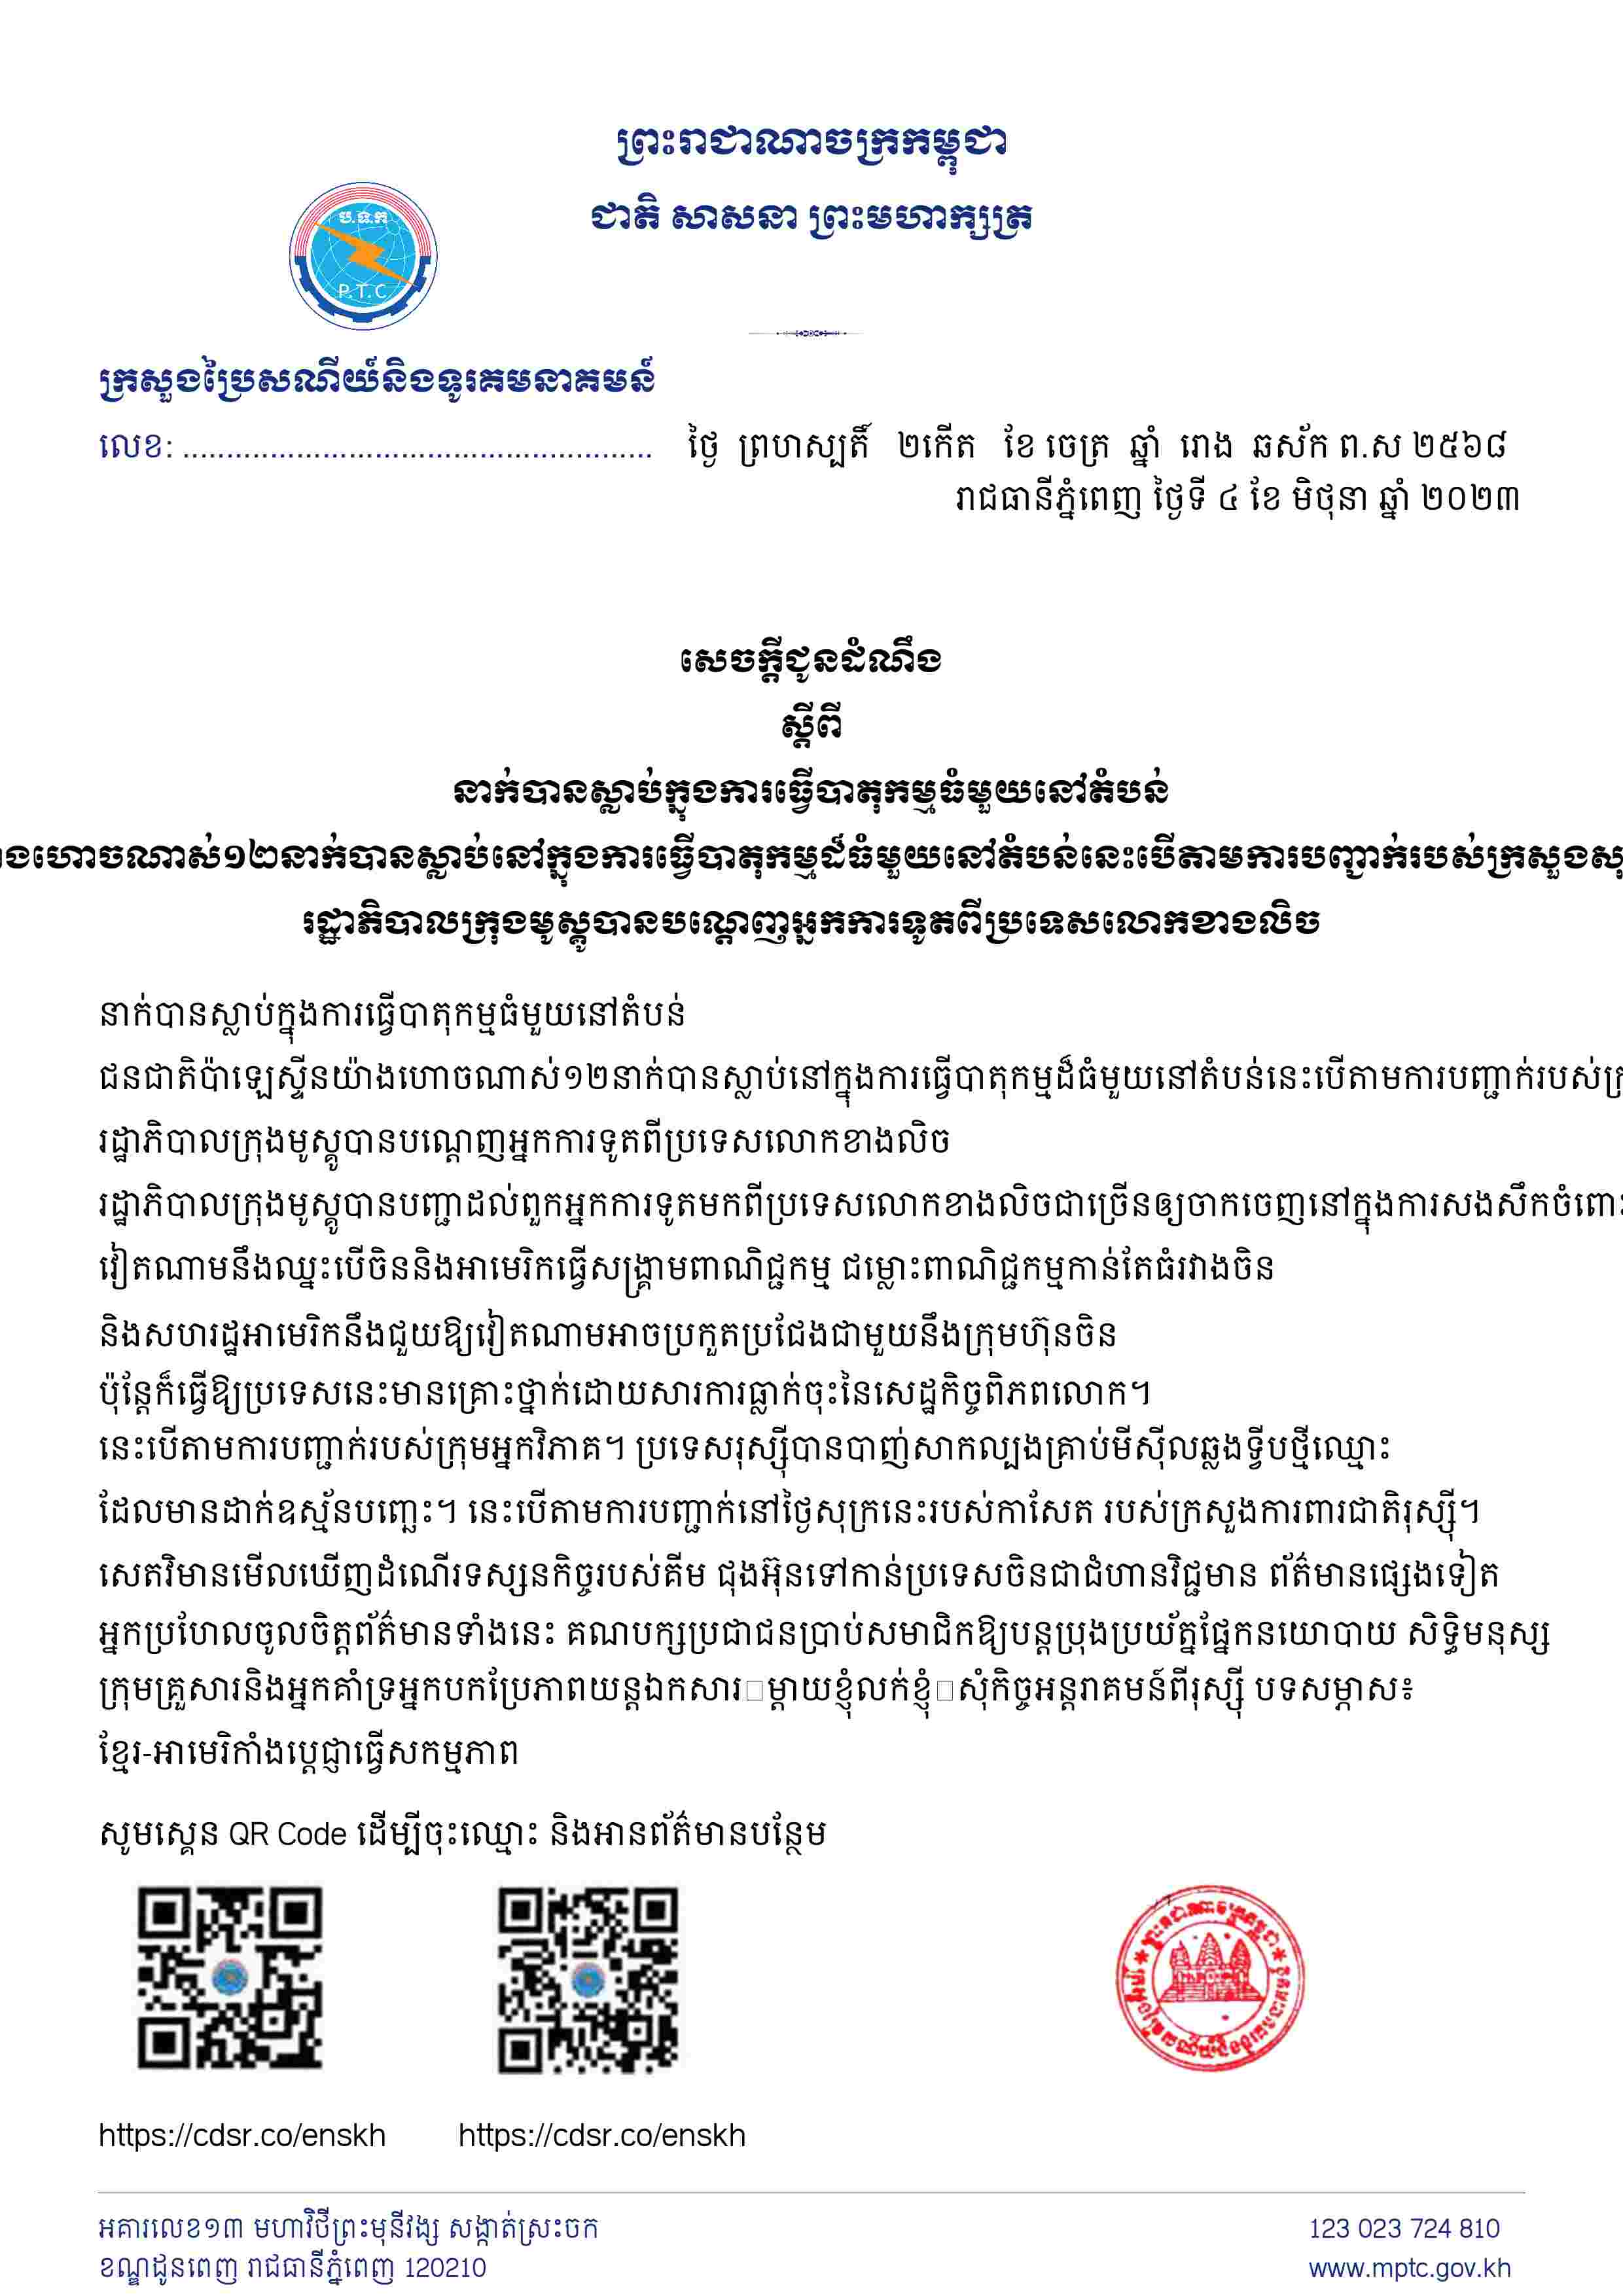 ព្រះរាជាណាចក្រកម្ពុជា
ជាតិ សាសនា ព្រះមហាក្សត្រ
ប.ទ.ក
P.T.C
ក្រសួងប្រៃសណីយ៍និងទូរគមនាគមន៍
លេខ: ......................................................
ថ្ងៃ ព្រហស្បតិ៍ ២កើត ខែ ចេត្រ ឆ្នាំ រោង ឆស័ក ព.ស ២៥៦៨
រាជធានីភ្នំពេញ ថ្ងៃទី ៤ ខែ មិថុនា ឆ្នាំ ២០២៣
សេចក្តីជូនដំណឹង
ស្តីពី
នាក់បានស្លាប់ក្នុងការធ្វើបាតុកម្មធំមួយនៅតំបន់
ងហោចណាស់១២នាក់បានស្លាប់នៅក្នុងការធ្វើបាតុកម្មដ៏ធំមួយនៅតំបន់នេះបើតាមការបញ្ជាក់របស់ក្រសួងសុ
រដ្ឋាភិបាលក្រុងមូស្គូបានបណ្តេញអ្នកការទូតពីប្រទេសលោកខាងលិច
នាក់បានស្លាប់ក្នុងការធ្វើបាតុកម្មធំមួយនៅតំបន់
ជនជាតិប៉ាឡេស្ទីនយ៉ាងហោចណាស់១២នាក់បានស្លាប់នៅក្នុងការធ្វើបាតុកម្មដ៏ធំមួយនៅតំបន់នេះបើតាមការបញ្ជាក់របស់ក្រ
រដ្ឋាភិបាលក្រុងមូស្គូបានបណ្តេញអ្នកការទូតពីប្រទេសលោកខាងលិច
រដ្ឋាភិបាលក្រុងមូស្គូបានបញ្ជាដល់ពួកអ្នកការទូតមកពីប្រទេសលោកខាងលិចជាច្រើនឲ្យចាកចេញនៅក្នុងការសងសឹកចំពោះ
វៀតណាមនឹងឈ្នះបើចិននិងអាមេរិកធ្វើសង្គ្រាមពាណិជ្ជកម្ម ជម្លោះពាណិជ្ជកម្មកាន់តែធំរវាងចិន
និងសហរដ្ឋអាមេរិកនឹងជួយឱ្យវៀតណាមអាចប្រកួតប្រជែងជាមួយនឹងក្រុមហ៊ុនចិន
ប៉ុន្តែក៏ធ្វើឱ្យប្រទេសនេះមានគ្រោះថ្នាក់ដោយសារការធ្លាក់ចុះនៃសេដ្ឋកិច្ចពិភពលោក។
នេះបើតាមការបញ្ជាក់របស់ក្រុមអ្នកវិភាគ។ ប្រទេសរុស្ស៊ីបានបាញ់សាកល្បងគ្រាប់មីស៊ីលឆ្លងទ្វីបថ្មីឈ្មោះ
ដែលមានដាក់ឧស្ម័នបញ្ឆេះ។ នេះបើតាមការបញ្ជាក់នៅថ្ងៃសុក្រនេះរបស់កាសែត របស់ក្រសួងការពារជាតិរុស្ស៊ី។
សេតវិមានមើលឃើញដំណើរទស្សនកិច្ចរបស់គីម ជុងអ៊ុនទៅកាន់ប្រទេសចិនជាជំហានវិជ្ជមាន ព័ត៌មានផ្សេងទៀត
អ្នកប្រហែលចូលចិត្តព័ត៌មានទាំងនេះ គណបក្សប្រជាជនប្រាប់សមាជិកឱ្យបន្តប្រុងប្រយ័ត្នផ្នែកនយោបាយ សិទ្ធិមនុស្ស
ក្រុមគ្រួសារនិងអ្នកគាំទ្រអ្នកបកប្រែភាពយន្តឯកសារ ម្តាយខ្ញុំលក់ខ្ញុំ សុំកិច្ចអន្តរាគមន៍ពីរុស្ស៊ី បទសម្ភាស៖
ខ្មែរ-អាមេរិកាំងប្តេជ្ញាធ្វើសកម្មភាព
សូមស្គេន QR Code ដើម្បីចុះឈ្មោះ និងអានព័ត៌មានបន្ថែម
https://cdsr.co/enskh https://cdsr.co/enskh
អគារលេខ១៣ មហាវិថីព្រះមុនីវង្ស សង្កាត់ស្រះចក
ខណ្ឌដូនពេញ រាជធានីភ្នំពេញ 120210
123 023 724 810
www.mptc.gov.kh